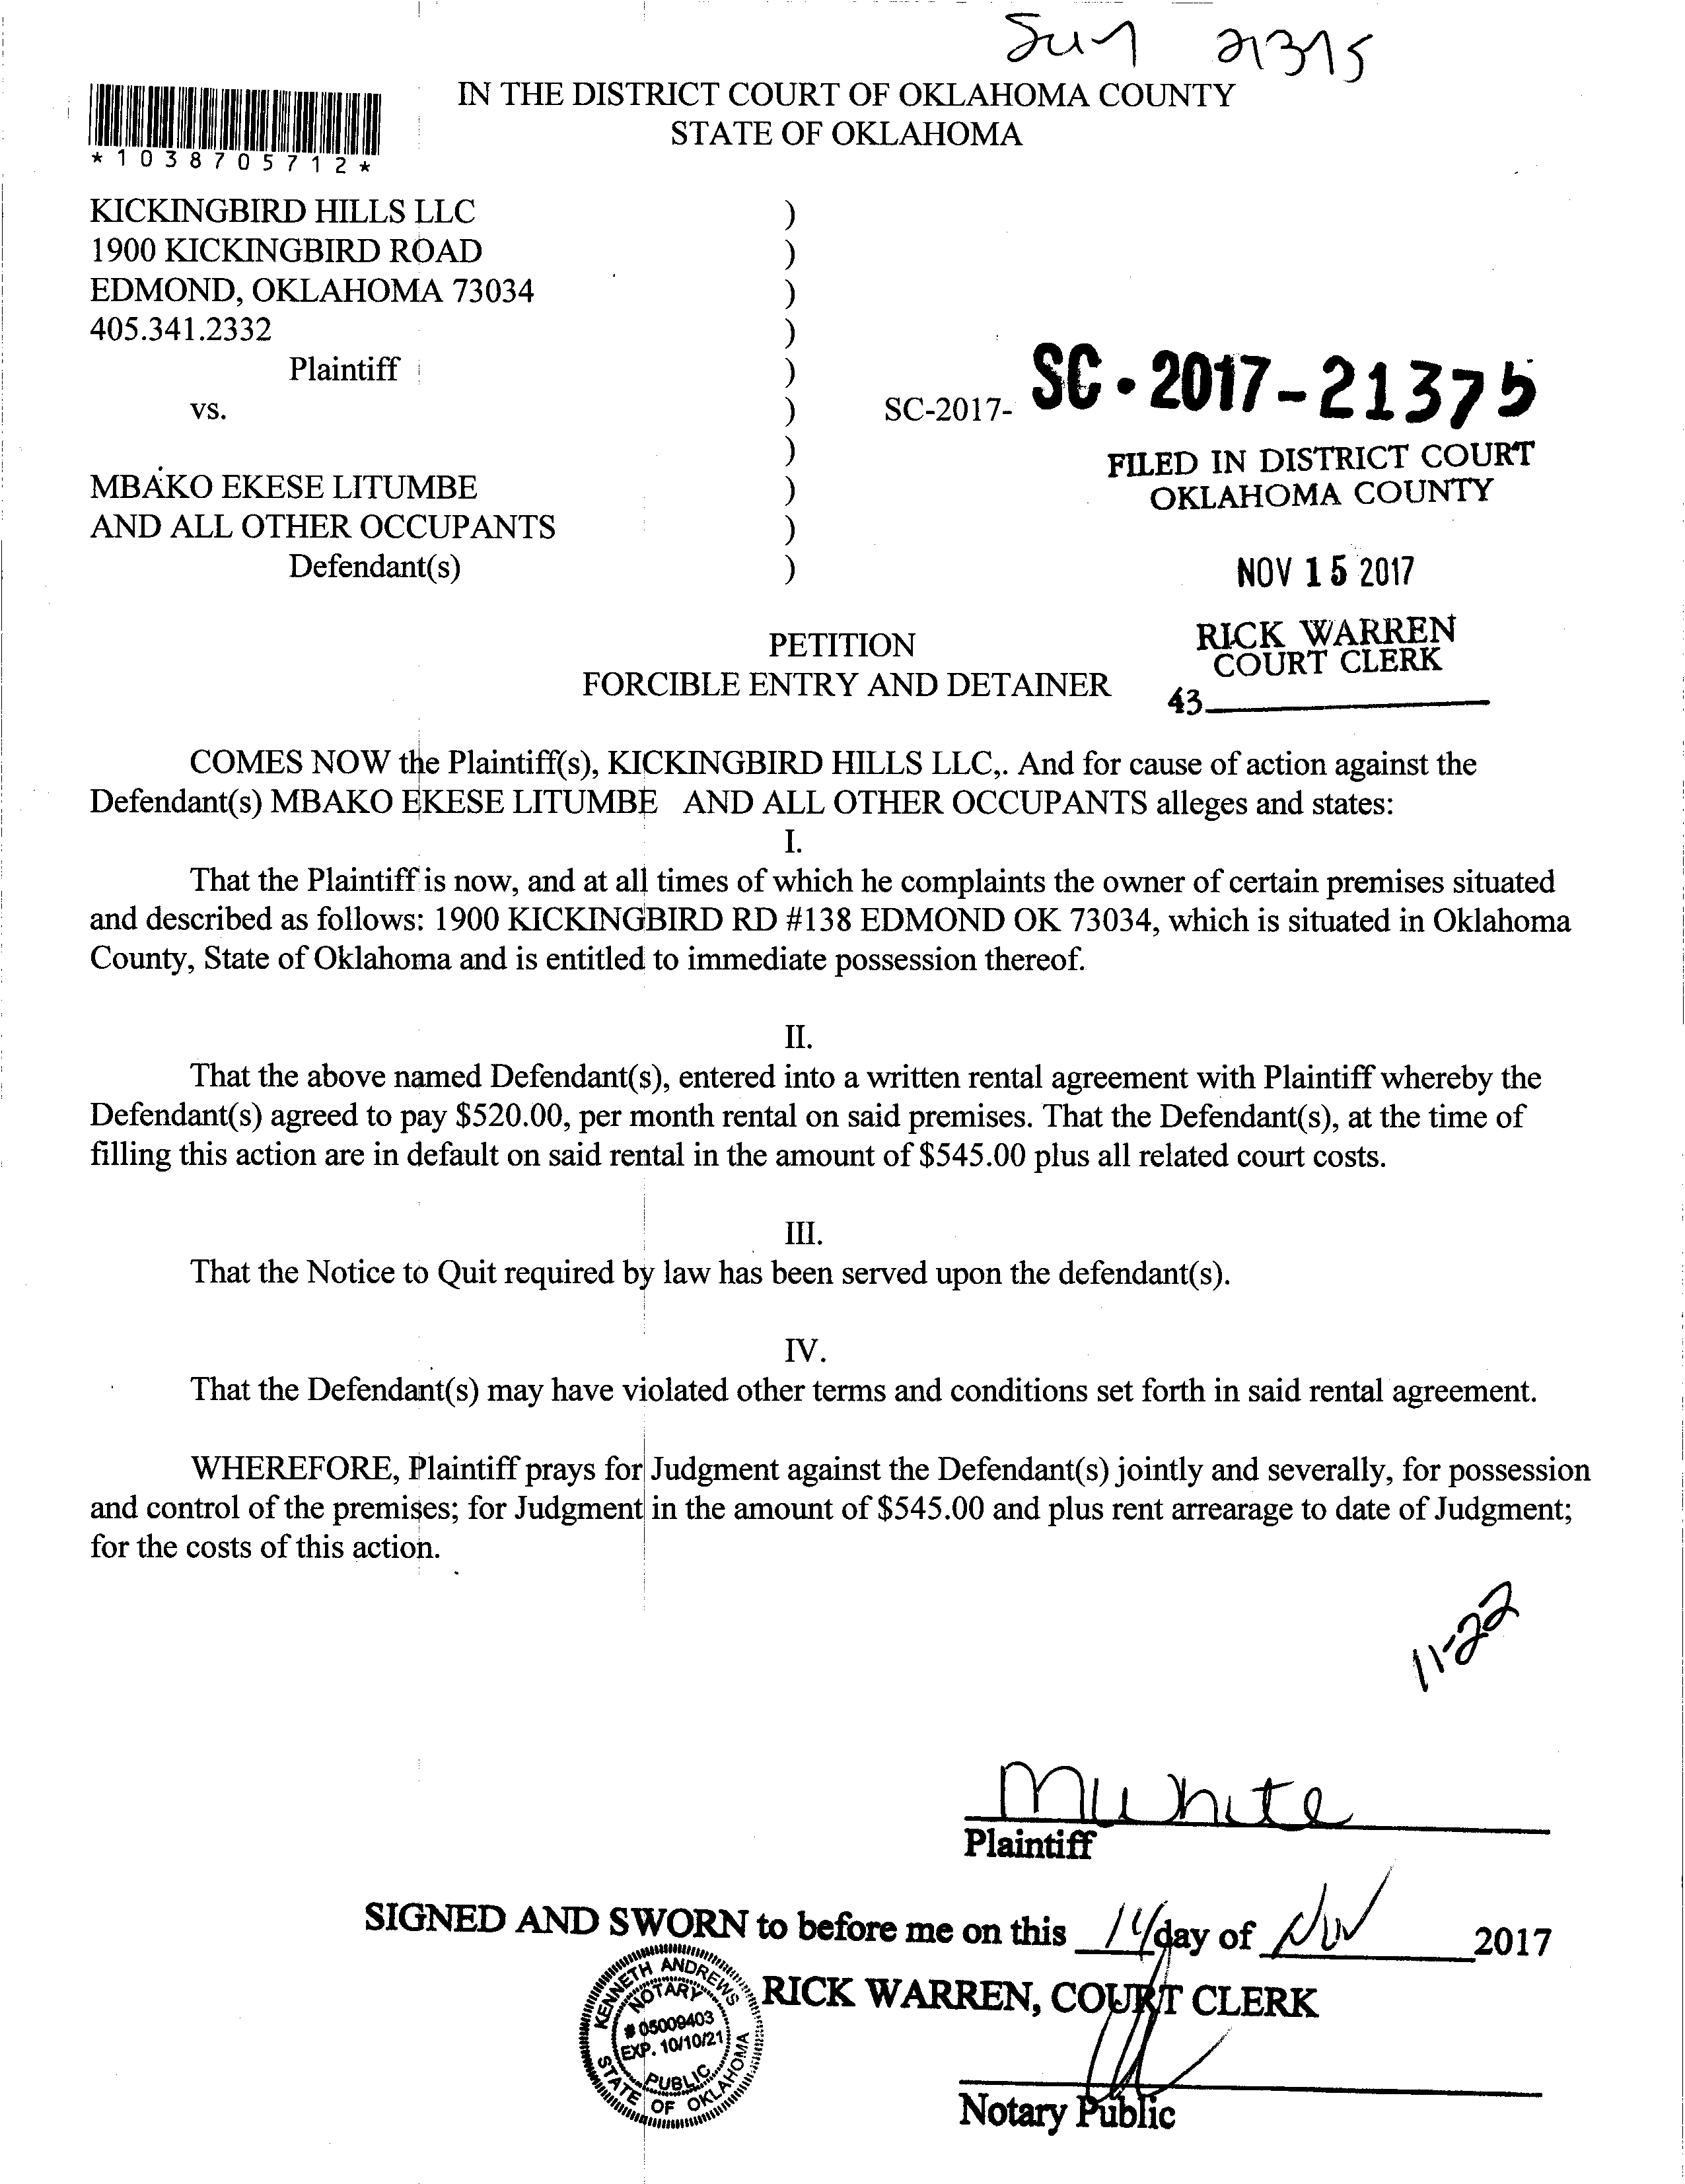 IN THE DISTRICT COURT OF OKLAHOMA COUNTY
STATE OF OKLAHOMA
*1038705712*
KICKINGBIRD HILLS LLC )
1900 KICKINGBIRD ROAD )
EDMOND, OKLAHOMA 73034 )
405.341.2332 )
Plaintiff )
vs. ) SC-2017- SC-2017-21375
)
FILED IN DISTRICT COURT
OKLAHOMA COUNTY
MBAKO EKESE LITUMBE )
AND ALL OTHER OCCUPANTS )
Defendant(s) )
NOV 15 2017
RICK WARREN
COURT CLERK
43
PETITION
FORCIBLE ENTRY AND DETAINER
COMES NOW the Plaintiff(s), KICKINGBIRD HILLS LLC,. And for cause of action against the
Defendant(s) MBAKO EKESE LITUMBE AND ALL OTHER OCCUPANTS alleges and states:
I.
That the Plaintiff is now, and at all times of which he complaints the owner of certain premises situated
and described as follows: 1900 KICKINGBIRD RD #138 EDMOND OK 73034, which is situated in Oklahoma
County, State of Oklahoma and is entitled to immediate possession thereof.
II.
That the above named Defendant(s), entered into a written rental agreement with Plaintiff whereby the
Defendant(s) agreed to pay $520.00, per month rental on said premises. That the Defendant(s), at the time of
filling this action are in default on said rental in the amount of $545.00 plus all related court costs.
III.
That the Notice to Quit required by law has been served upon the defendant(s).
IV.
That the Defendant(s) may have violated other terms and conditions set forth in said rental agreement.
WHEREFORE, Plaintiff prays for Judgment against the Defendant(s) jointly and severally, for possession
and control of the premises; for Judgment in the amount of $545.00 and plus rent arrearage to date of Judgment;
for the costs of this action.
11-22
MWhite
Plaintiff
SIGNED AND SWORN to before me on this 14 day of Nov 2017
RICK WARREN, COURT CLERK
KENNETH ANDREWS
NOTARY
# 05009403
EXP. 10/10/21
PUBLIC
STATE OF OKLAHOMA
Notary Public